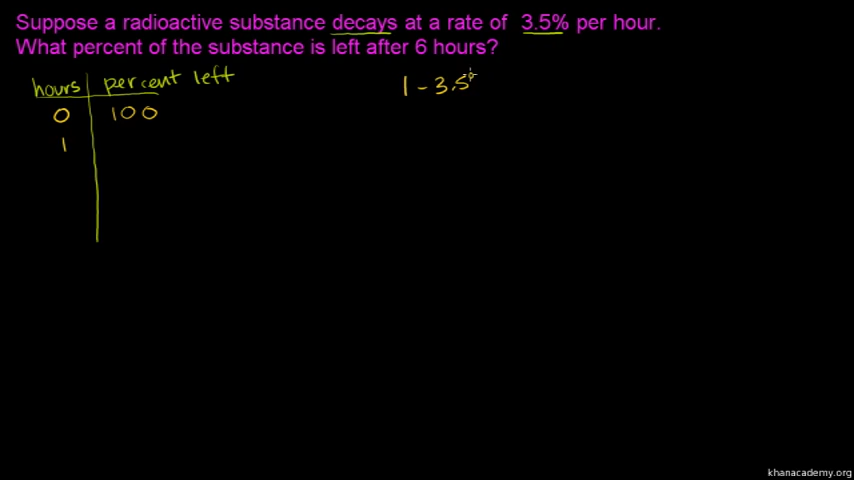 Suppose a radioactive substance decays at a rate of 3.5% per hour.
What percent of the substance is left after 6 hours?
hours percent left
0 100
1
1 - 3.5
khanacademy.org